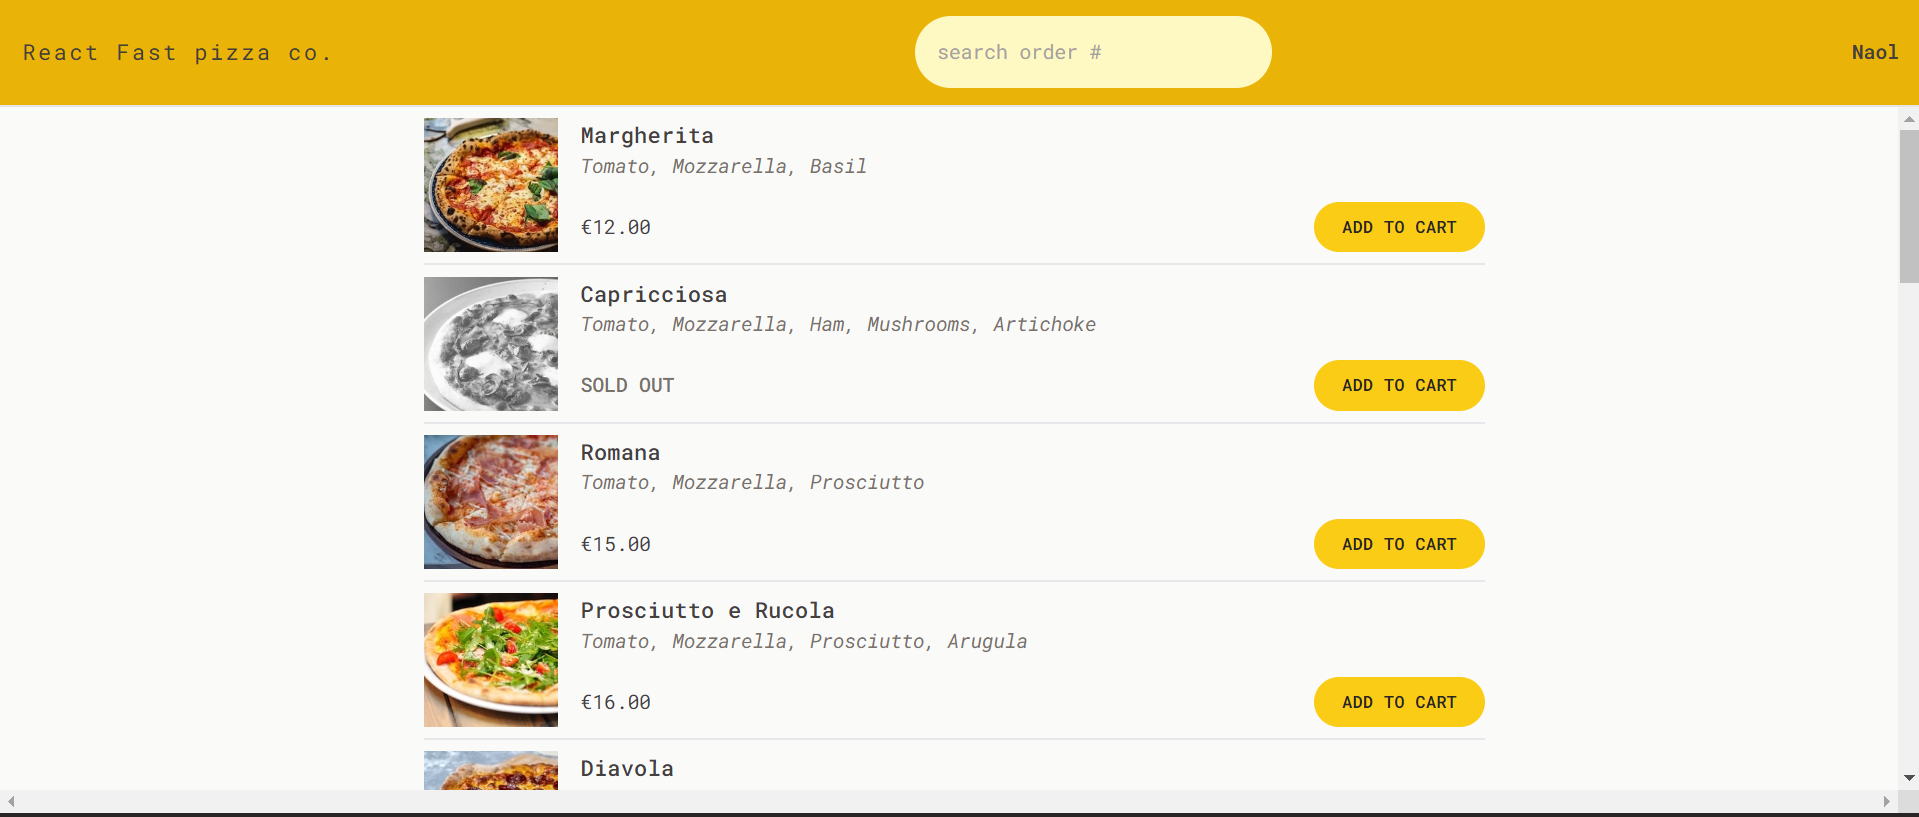 React Fast pizza co.
search order #
Naol
Margherita
Tomato, Mozzarella, Basil
€12.00
ADD TO CART
Capricciosa
Tomato, Mozzarella, Ham, Mushrooms, Artichoke
SOLD OUT
ADD TO CART
Romana
Tomato, Mozzarella, Prosciutto
€15.00
ADD TO CART
Prosciutto e Rucola
Tomato, Mozzarella, Prosciutto, Arugula
€16.00
ADD TO CART
Diavola